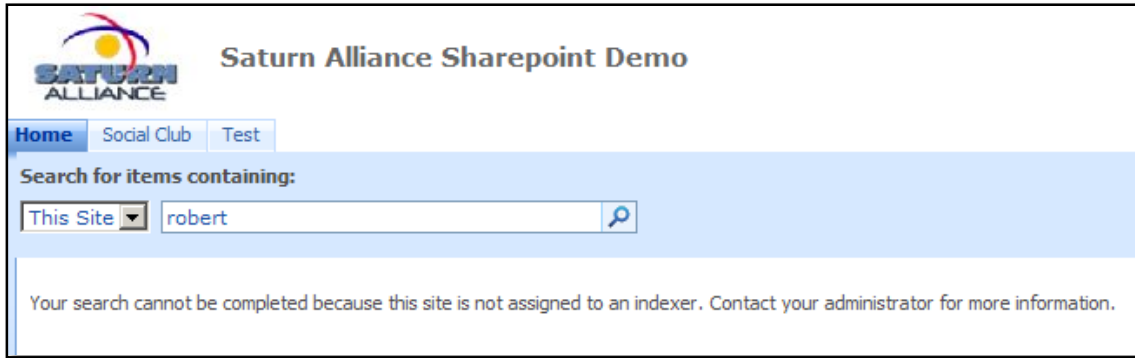 SATURN
ALLIANCE
Saturn Alliance Sharepoint Demo
Home Social Club Test
Search for items containing:
This Site robert
Your search cannot be completed because this site is not assigned to an indexer. Contact your administrator for more information.